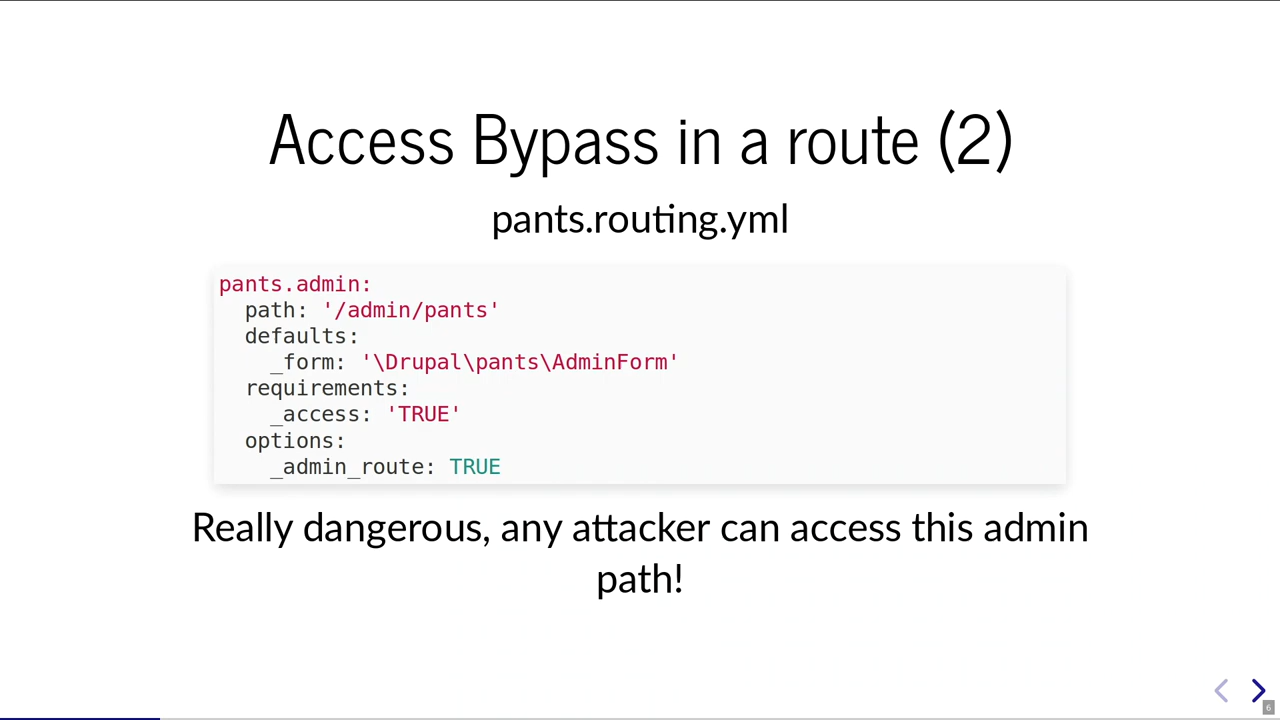 Access Bypass in a route (2)
pants.routing.yml
pants.admin:
  path: '/admin/pants'
  defaults:
    _form: '\Drupal\pants\AdminForm'
  requirements:
    _access: 'TRUE'
  options:
    _admin_route: TRUE
Really dangerous, any attacker can access this admin
path!
6